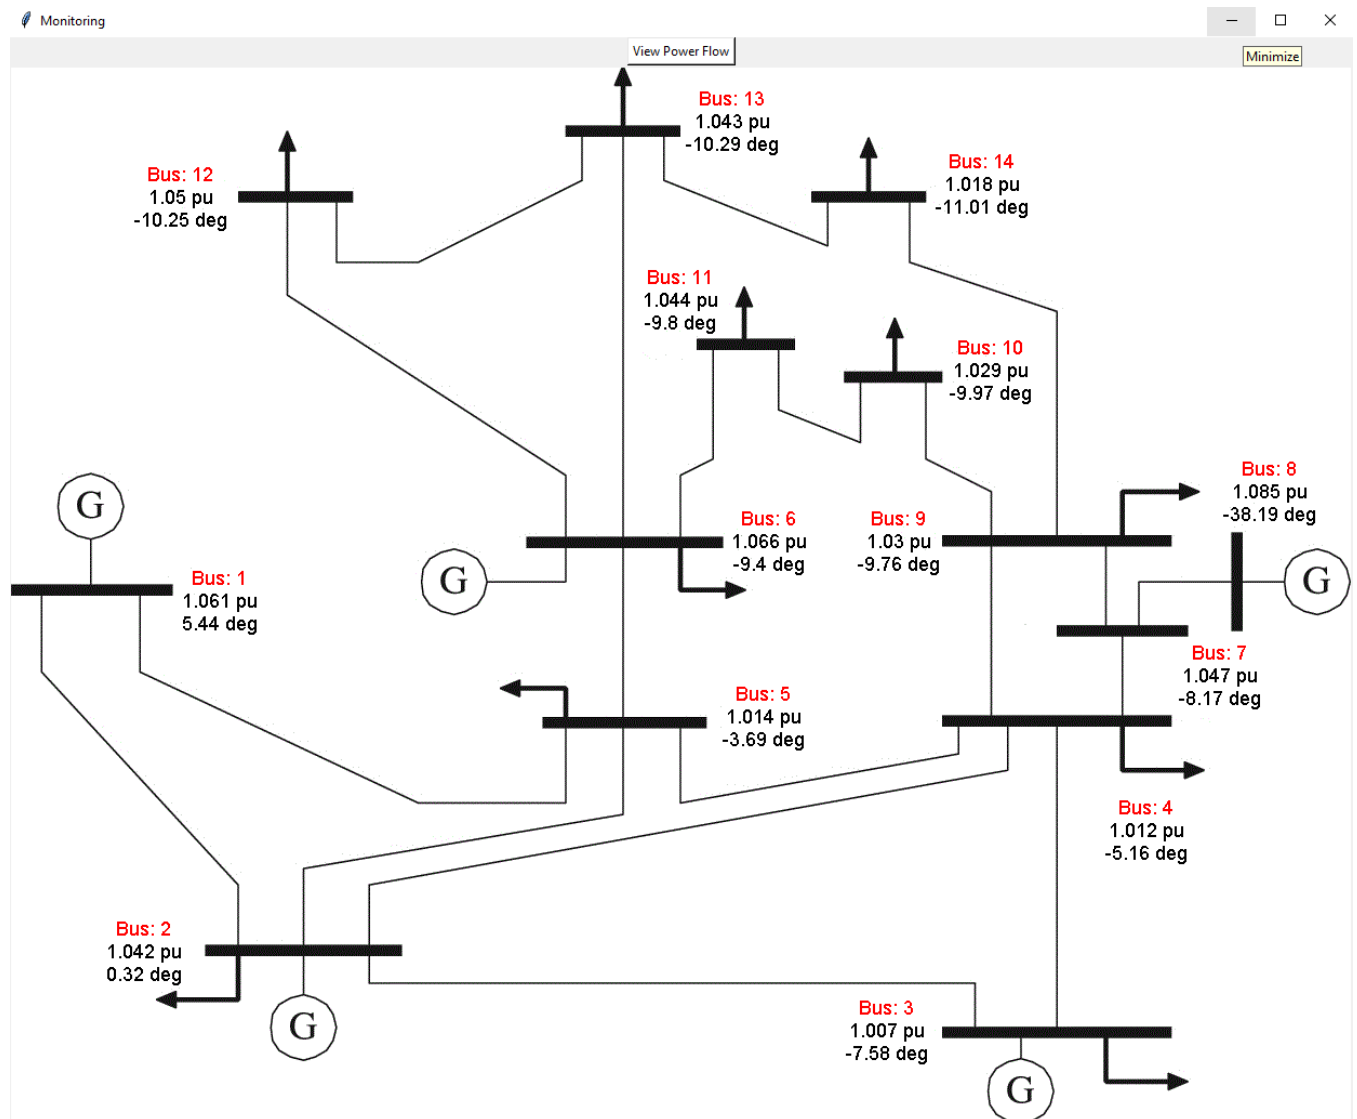 Monitoring
View Power Flow
Minimize
Bus: 13
1.043 pu
-10.29 deg
Bus: 12
1.05 pu
-10.25 deg
Bus: 14
1.018 pu
-11.01 deg
Bus: 11
1.044 pu
-9.8 deg
Bus: 10
1.029 pu
-9.97 deg
Bus: 8
1.085 pu
-38.19 deg
G
Bus: 6
1.066 pu
-9.4 deg
Bus: 9
1.03 pu
-9.76 deg
G
G
Bus: 1
1.061 pu
5.44 deg
Bus: 7
1.047 pu
-8.17 deg
Bus: 5
1.014 pu
-3.69 deg
Bus: 4
1.012 pu
-5.16 deg
Bus: 2
1.042 pu
0.32 deg
G
Bus: 3
1.007 pu
-7.58 deg
G